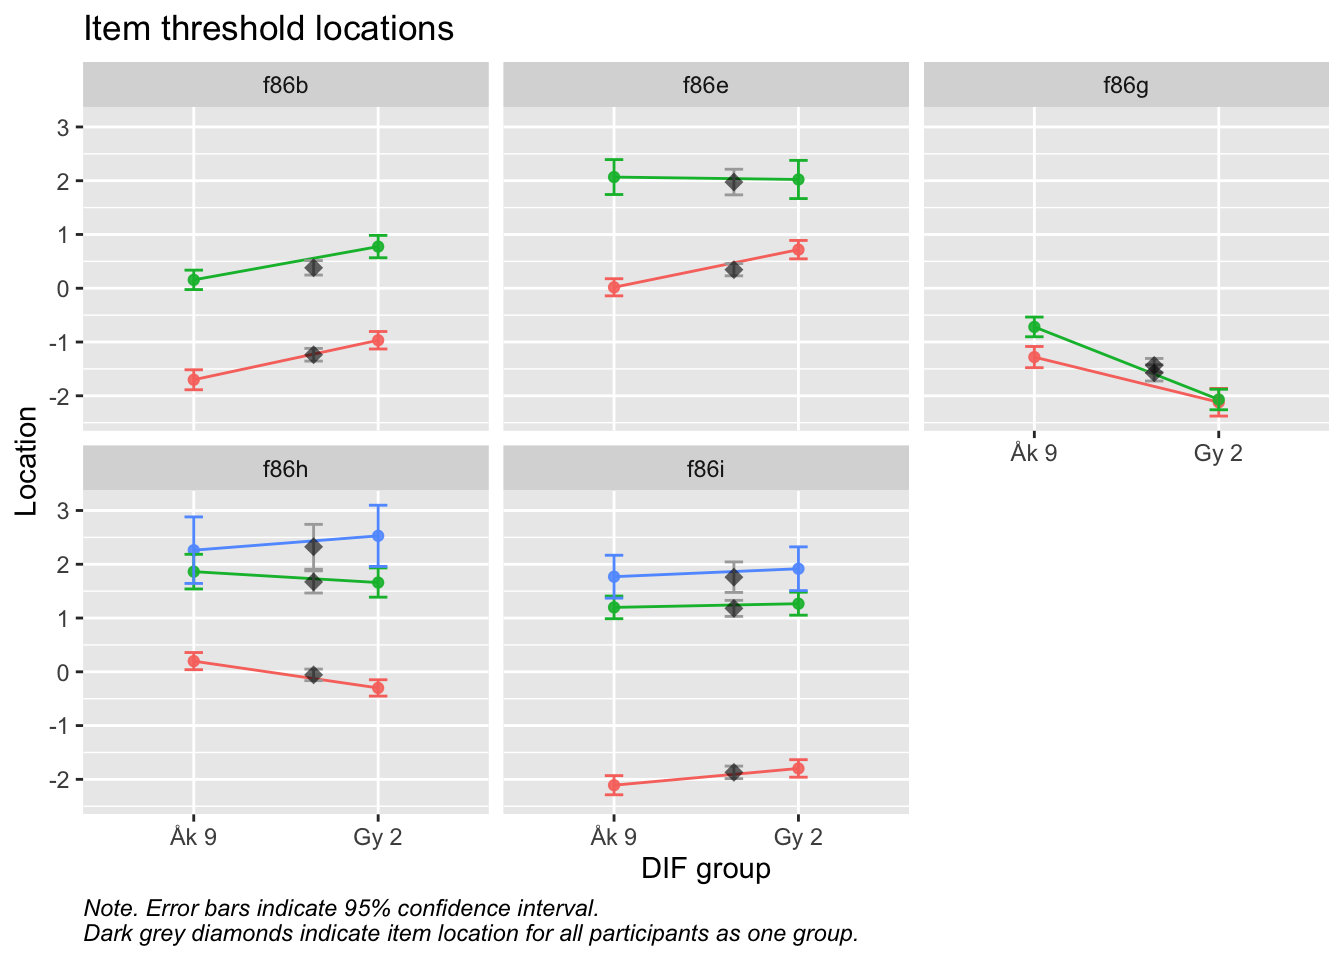 Item threshold locations
f86b
f86e
f86g
3
2
1
0
-1
-2
Åk 9
Gy 2
f86h
f86i
3
2
1
0
-1
-2
Åk 9
Gy 2
Åk 9
Gy 2
Location
DIF group
Note. Error bars indicate 95% confidence interval.
Dark grey diamonds indicate item location for all participants as one group.